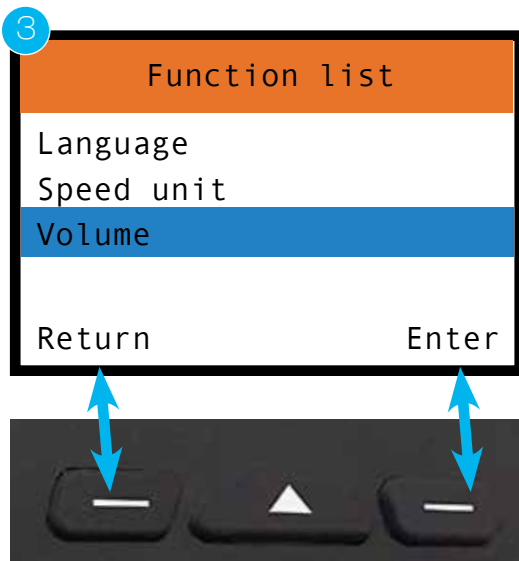 3
Function list
Language
Speed unit
Volume
Return Enter